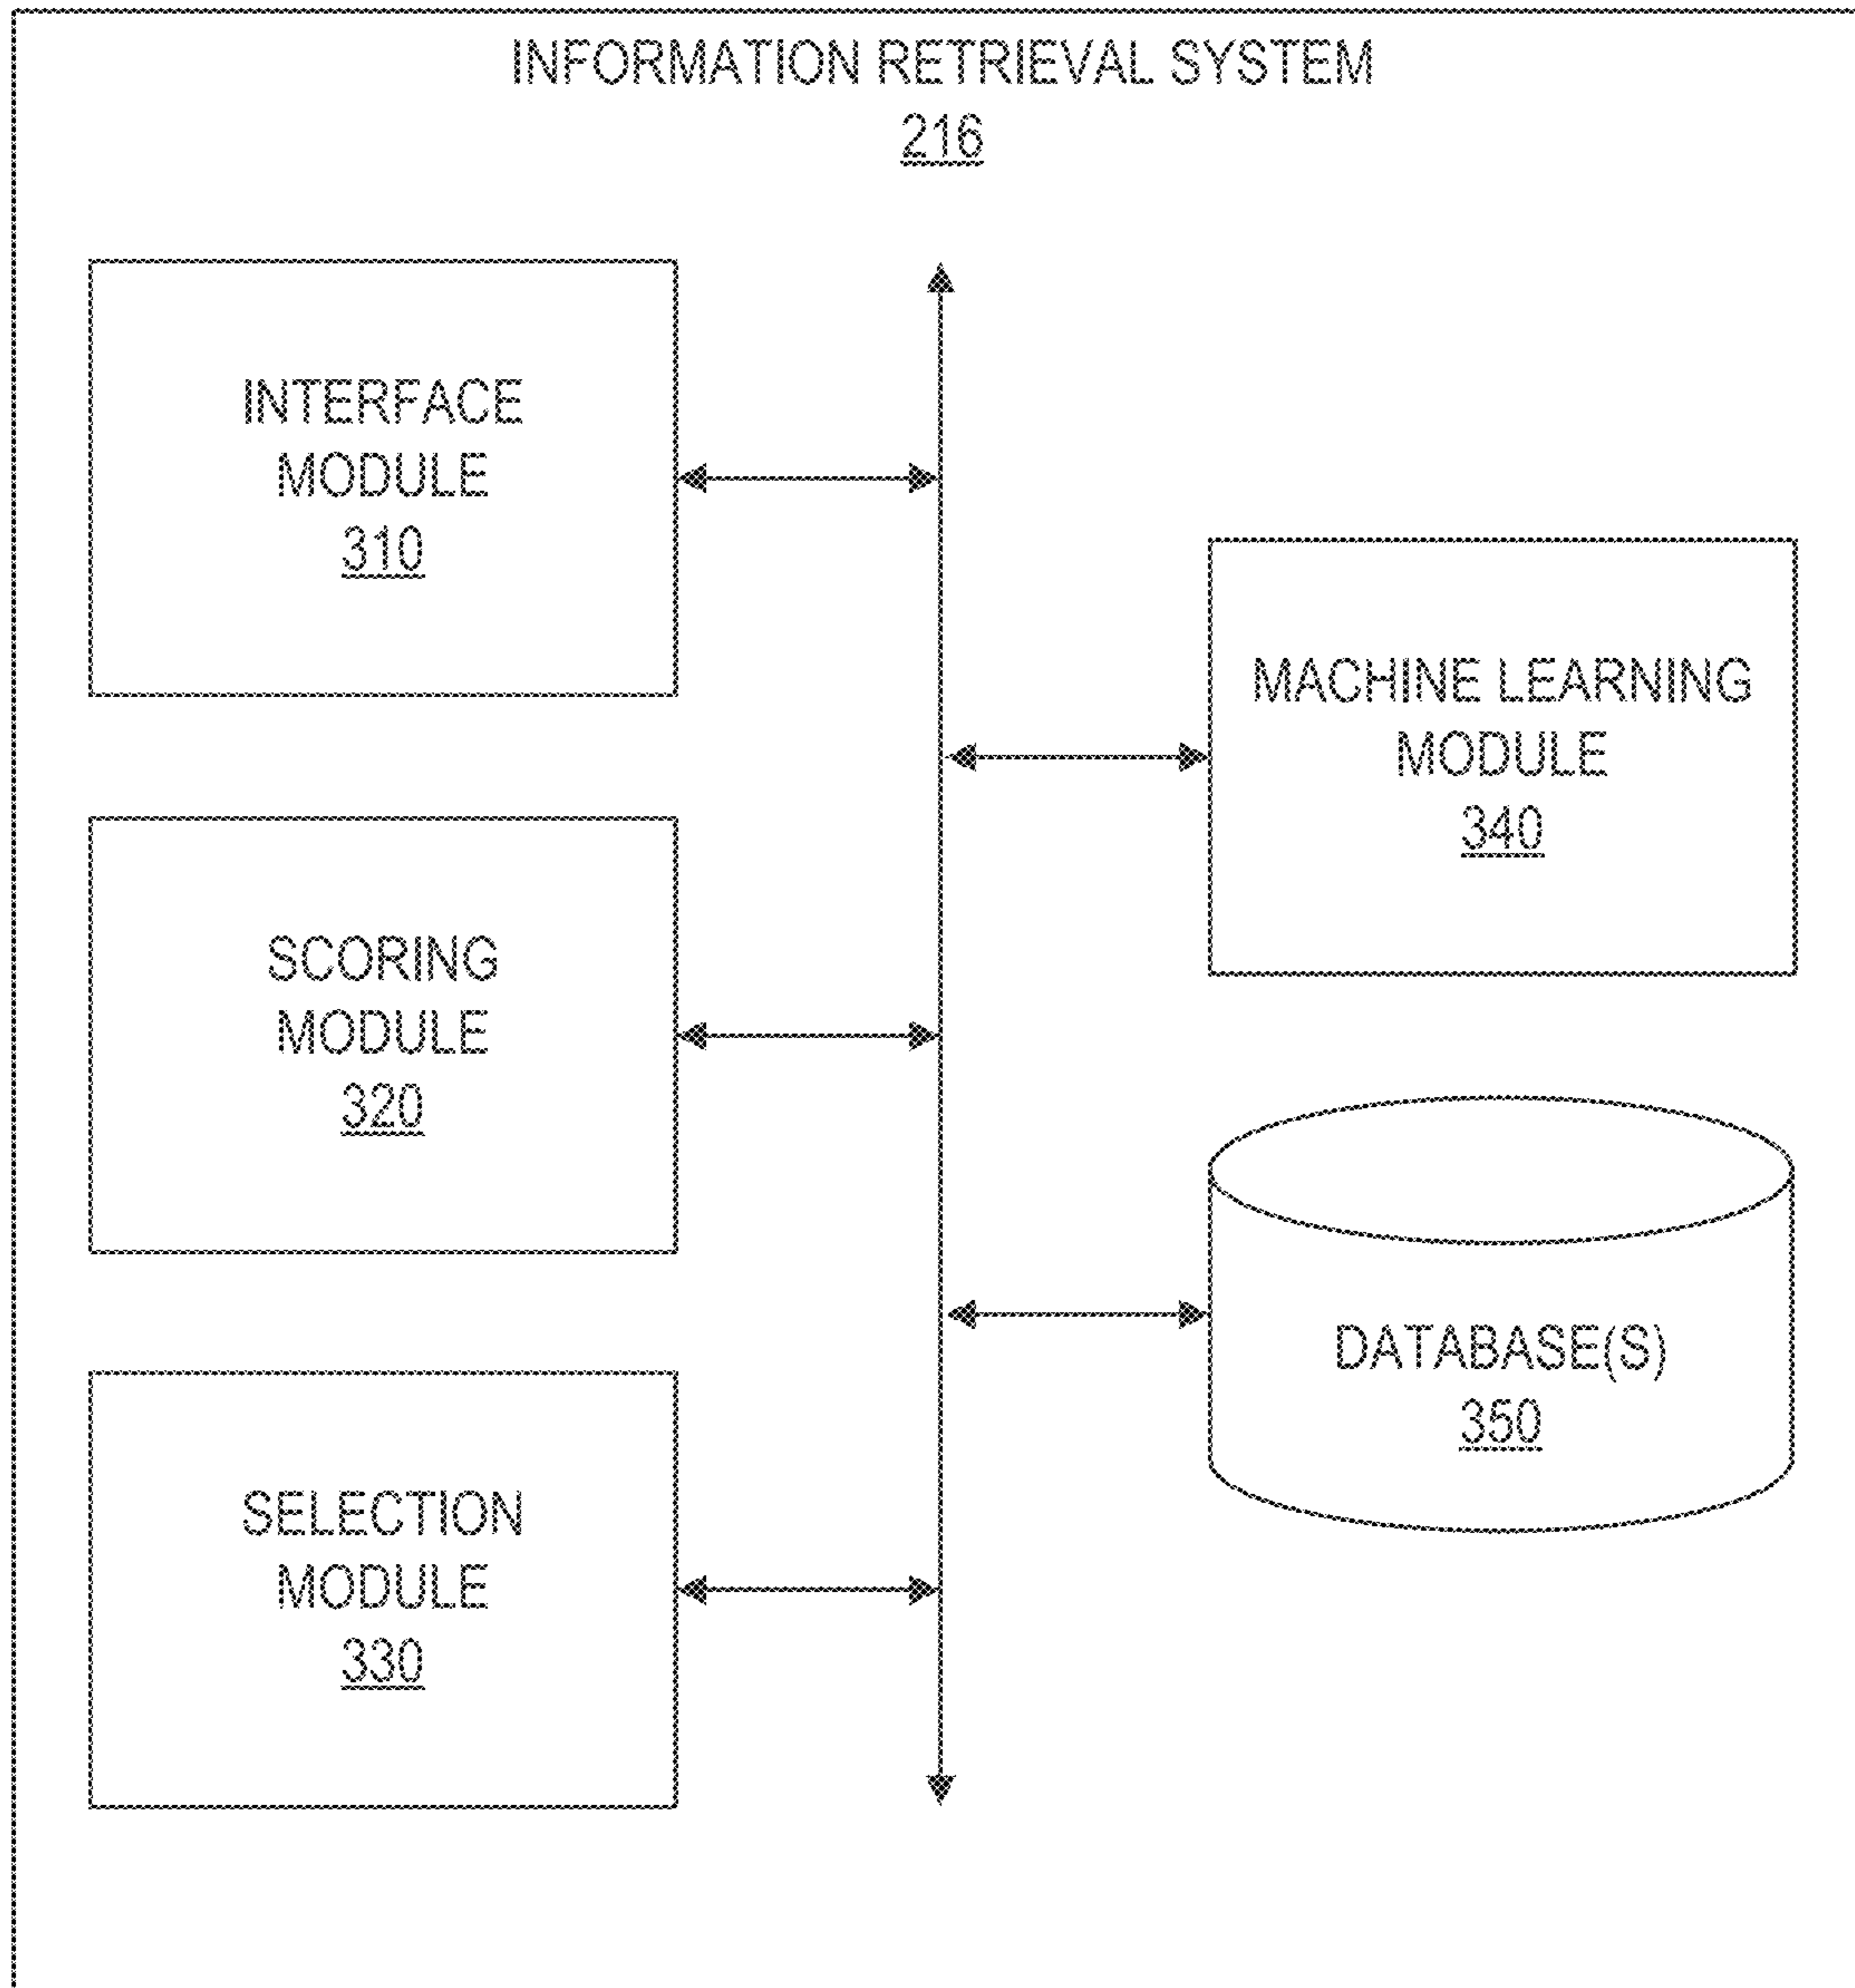 INFORMATION RETRIEVAL SYSTEM
216
INTERFACE
MODULE
310
MACHINE LEARNING
MODULE
340
SCORING
MODULE
320
DATABASE(S)
350
SELECTION
MODULE
330